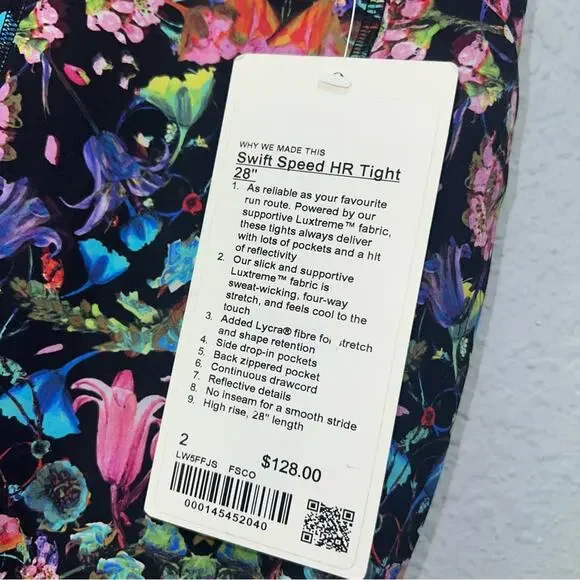 WHY WE MADE THIS
Swift Speed HR Tight
28"
1. As reliable as your favourite
run route. Powered by our
supportive Luxtreme™ fabric,
these tights always deliver
with lots of pockets and a hit
of reflectivity
2. Our slick and supportive
Luxtreme™ fabric is
sweat-wicking, four-way
stretch, and feels cool to the
touch
3. Added Lycra® fibre for stretch
and shape retention
4. Side drop-in pockets
5. Back zippered pocket
6. Continuous drawcord
7. Reflective details
8. No inseam for a smooth stride
9. High rise, 28" length
2
LW5FFJS FSCO $128.00
000145452040